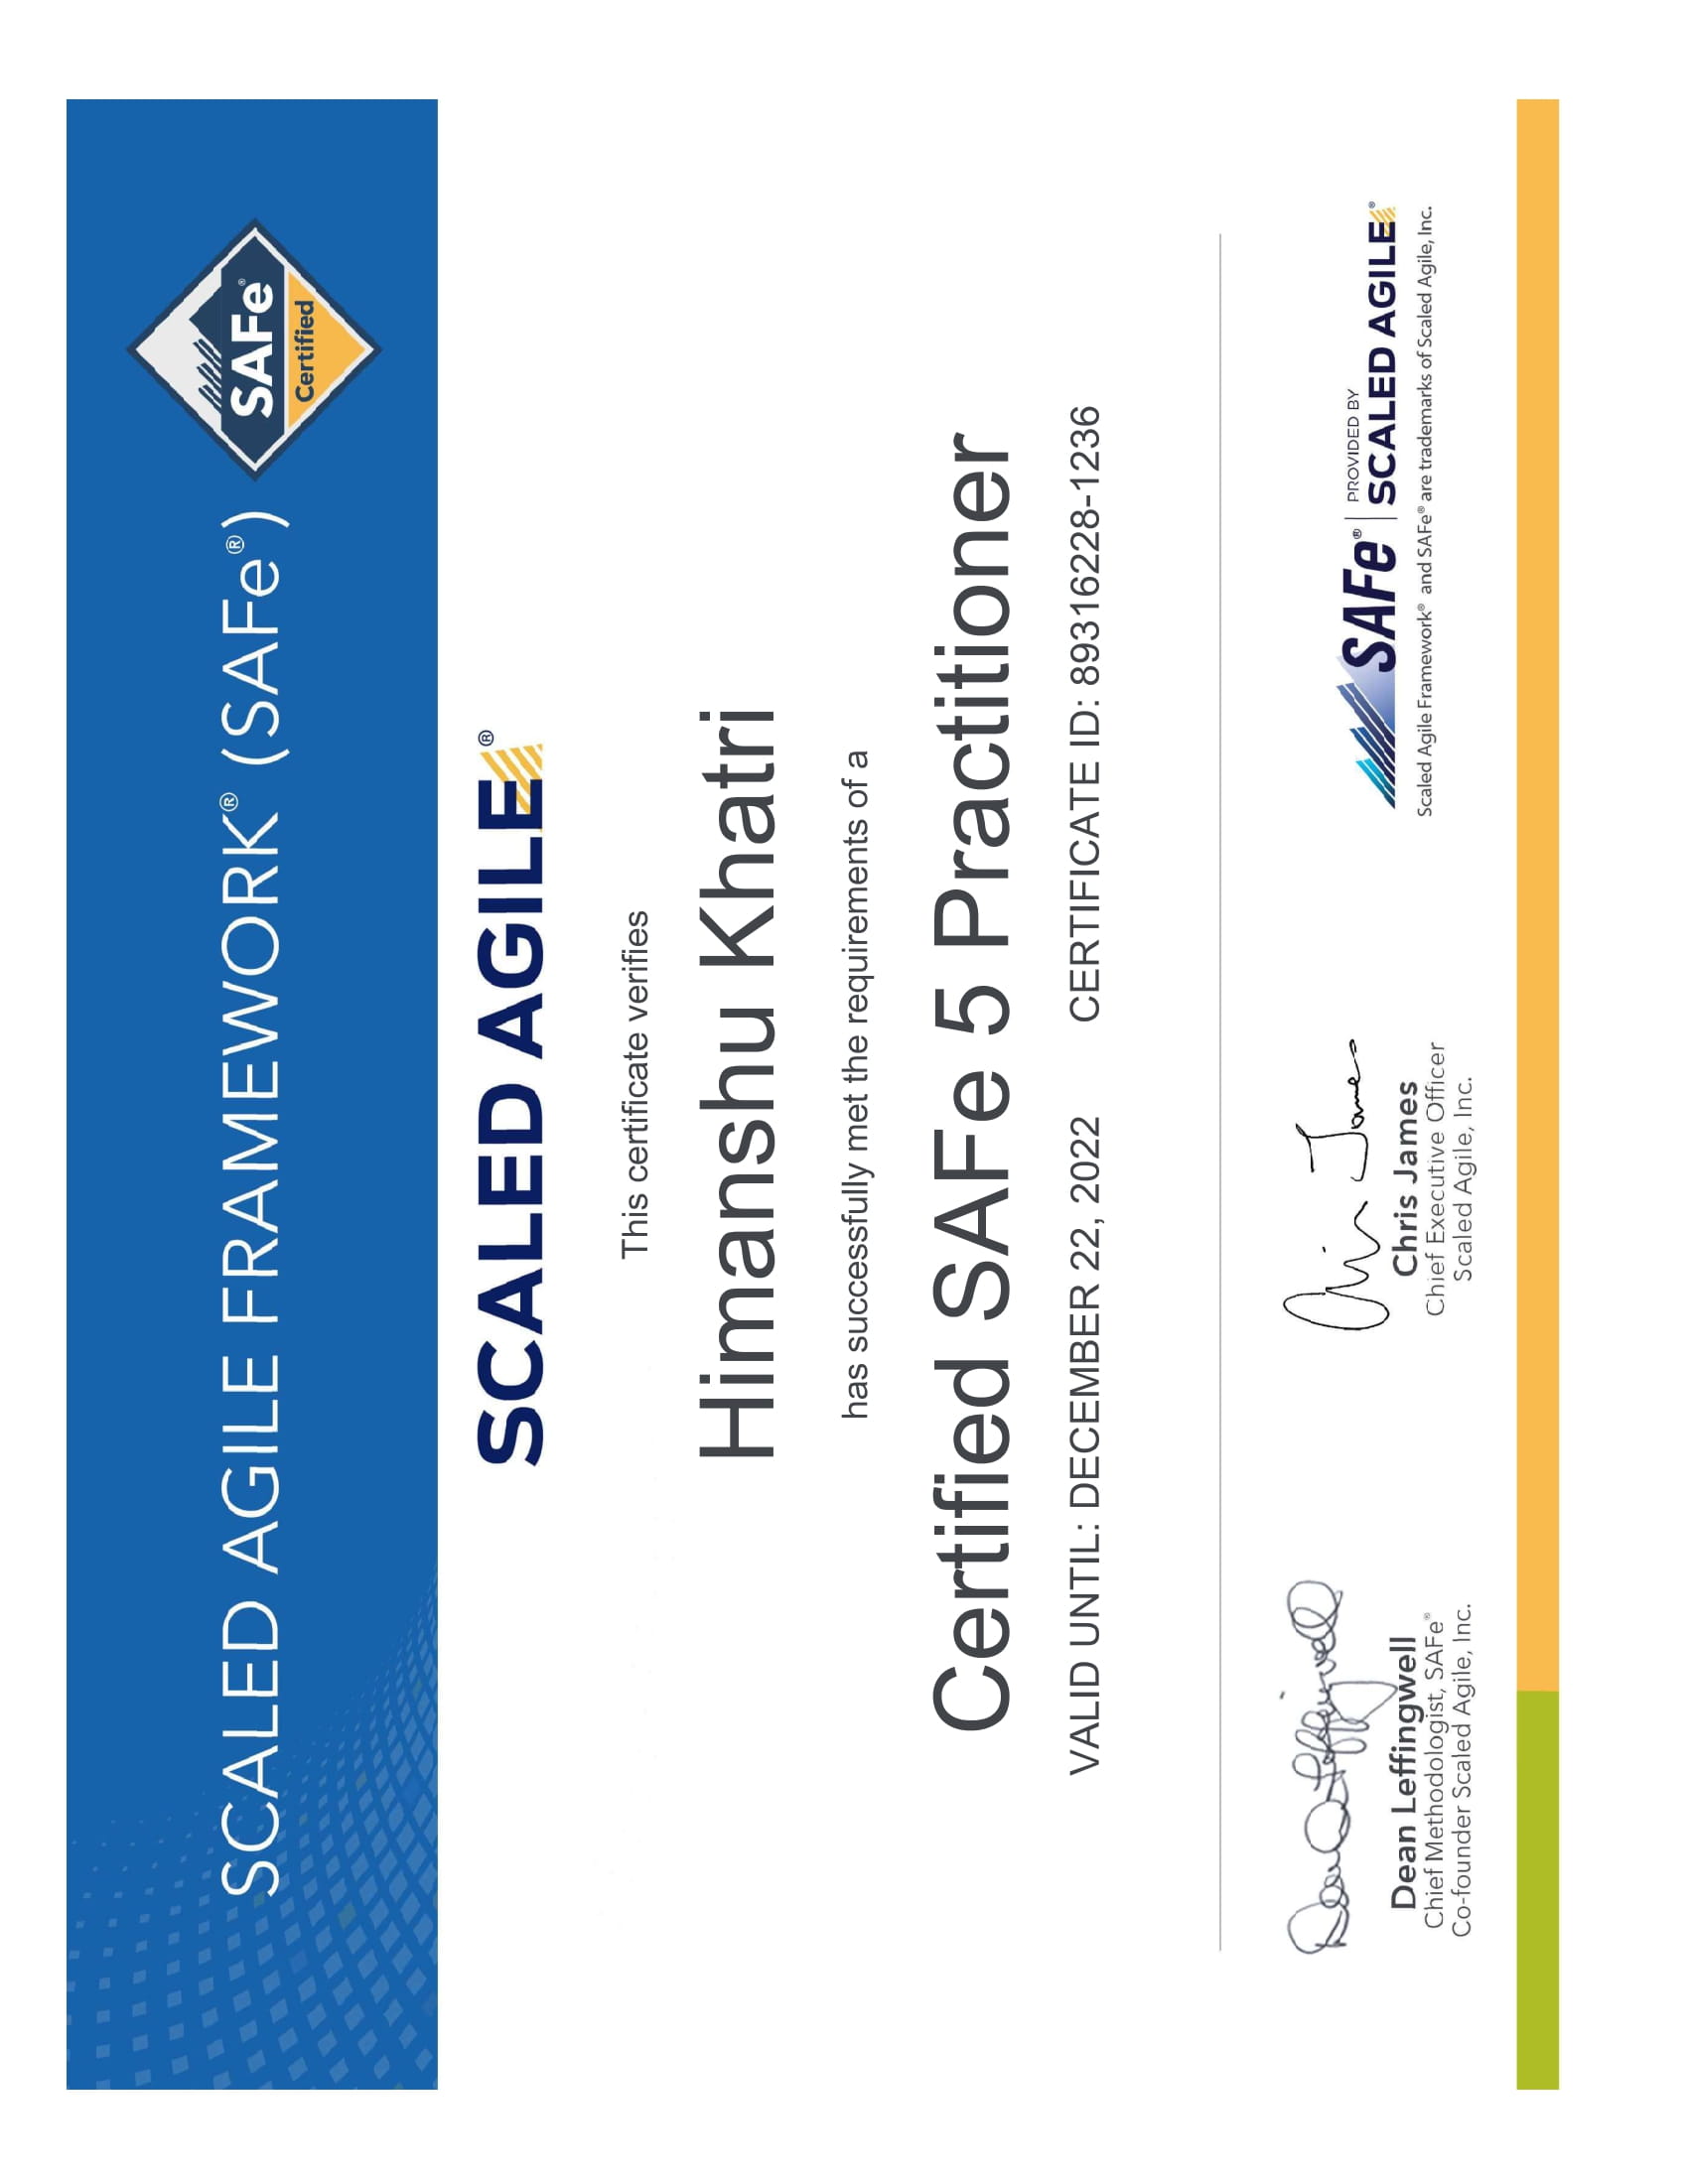 SCALED AGILE FRAMEWORK® (SAFe®)
SAFe®
Certified
SCALED AGILE®
This certificate verifies
Himanshu Khatri
has successfully met the requirements of a
Certified SAFe 5 Practitioner
VALID UNTIL: DECEMBER 22, 2022 CERTIFICATE ID: 89316228-1236
Dean Leffingwell
Dean Leffingwell
Chief Methodologist, SAFe®
Co-founder Scaled Agile, Inc.
Chris James
Chris James
Chief Executive Officer
Scaled Agile, Inc.
SAFe® PROVIDED BY
SCALED AGILE®
Scaled Agile Framework® and SAFe® are trademarks of Scaled Agile, Inc.